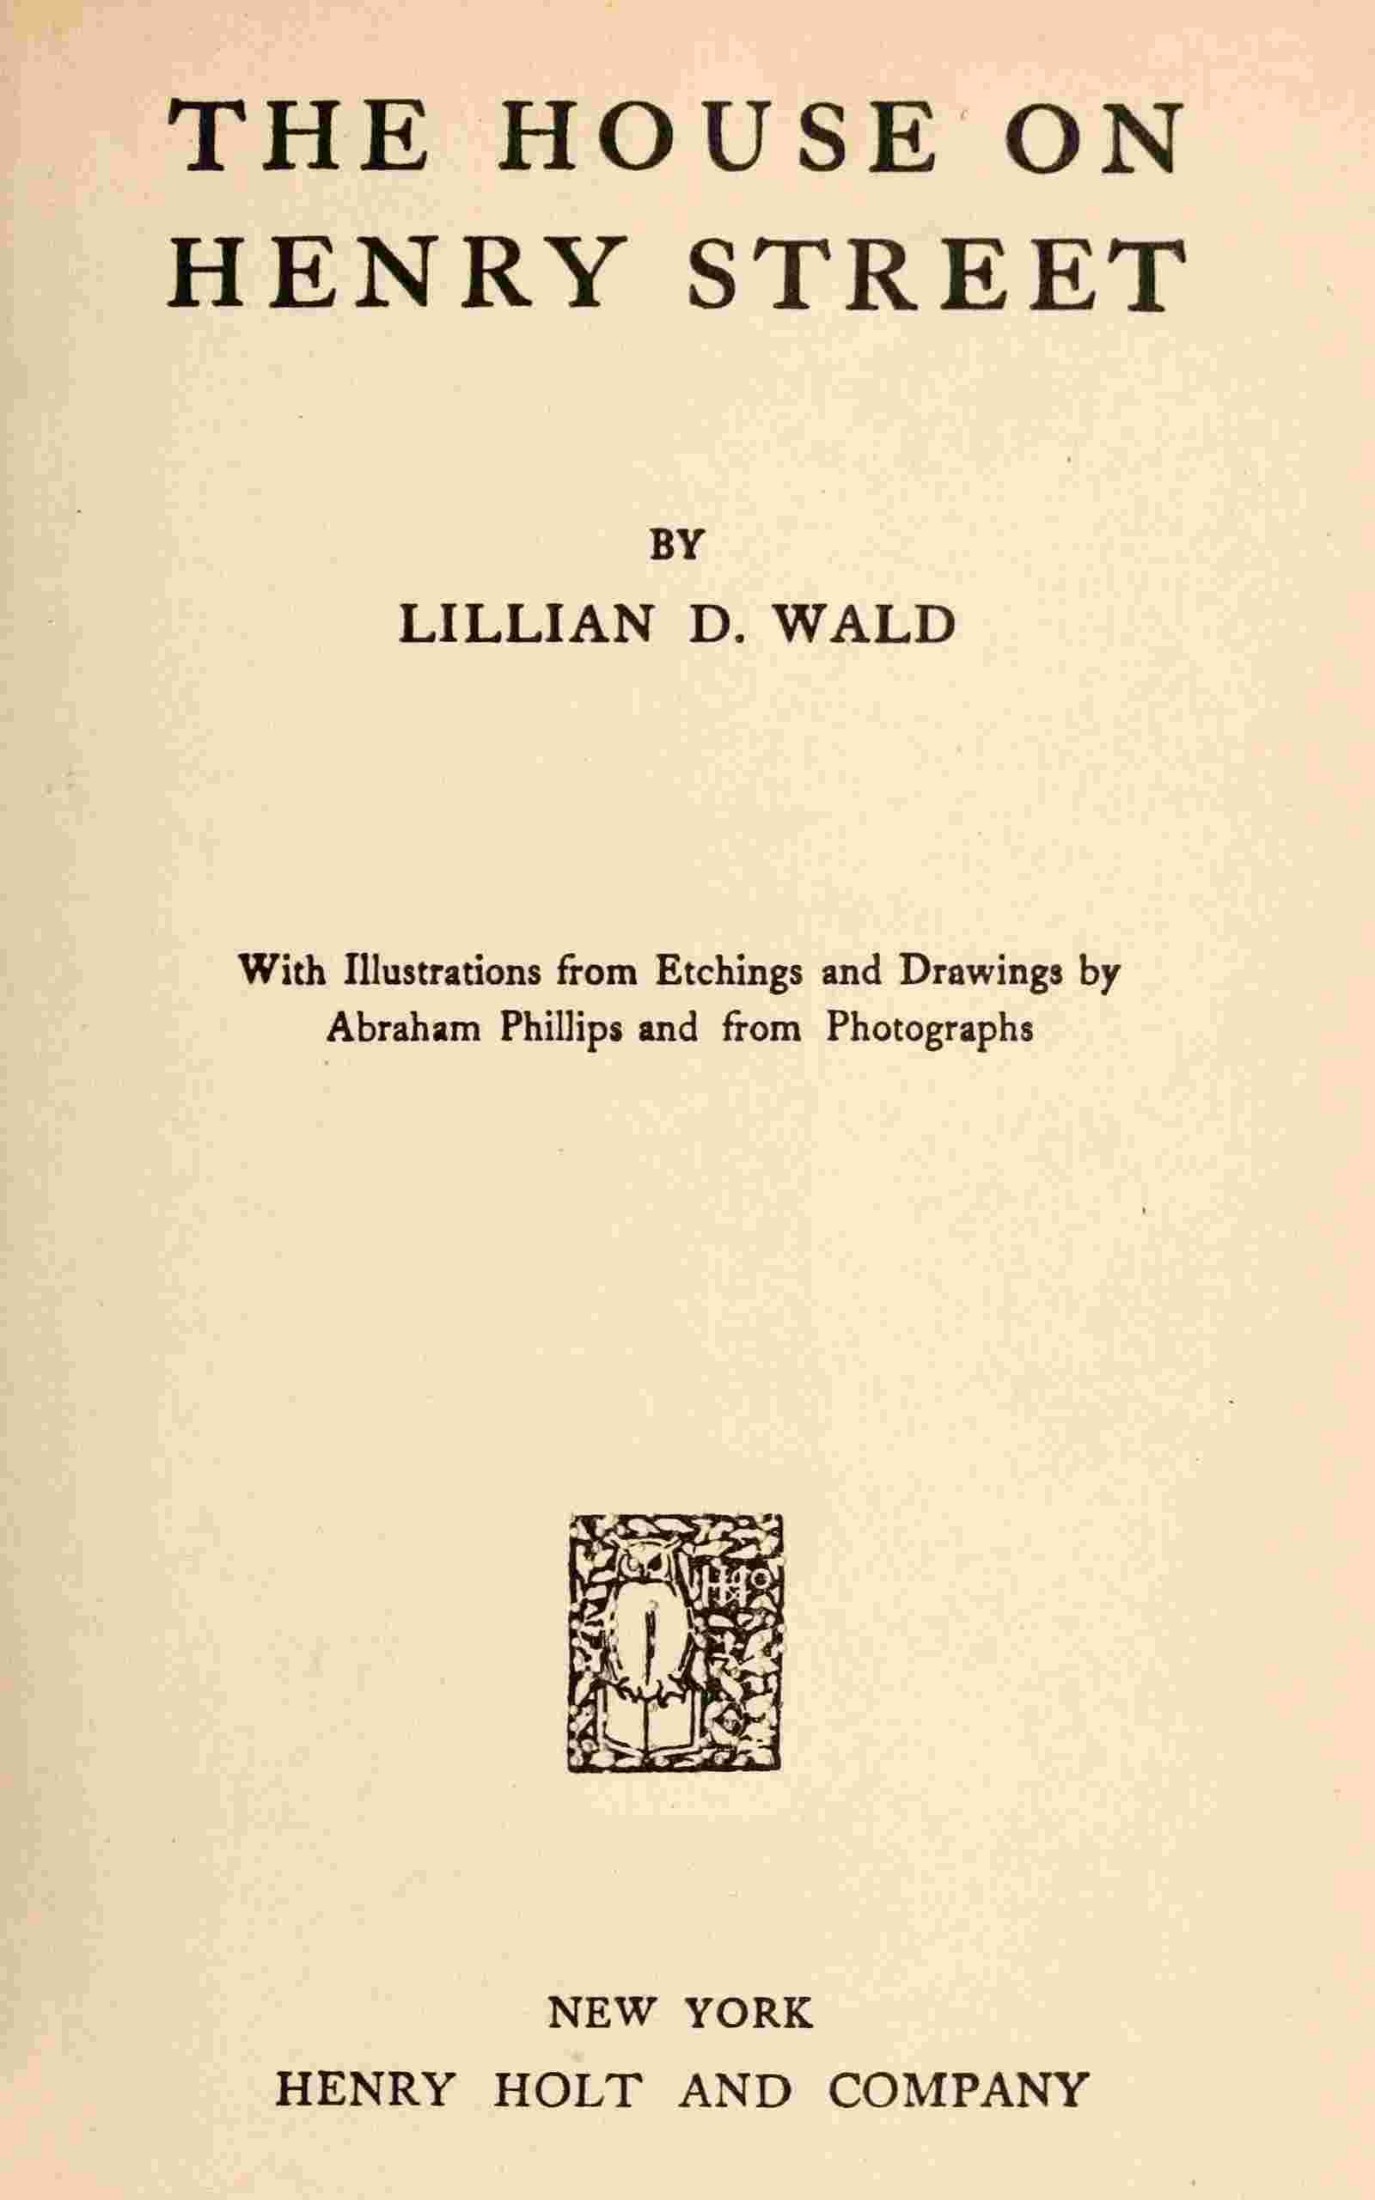 THE HOUSE ON
HENRY STREET
BY
LILLIAN D. WALD
With Illustrations from Etchings and Drawings by
Abraham Phillips and from Photographs
NEW YORK
HENRY HOLT AND COMPANY